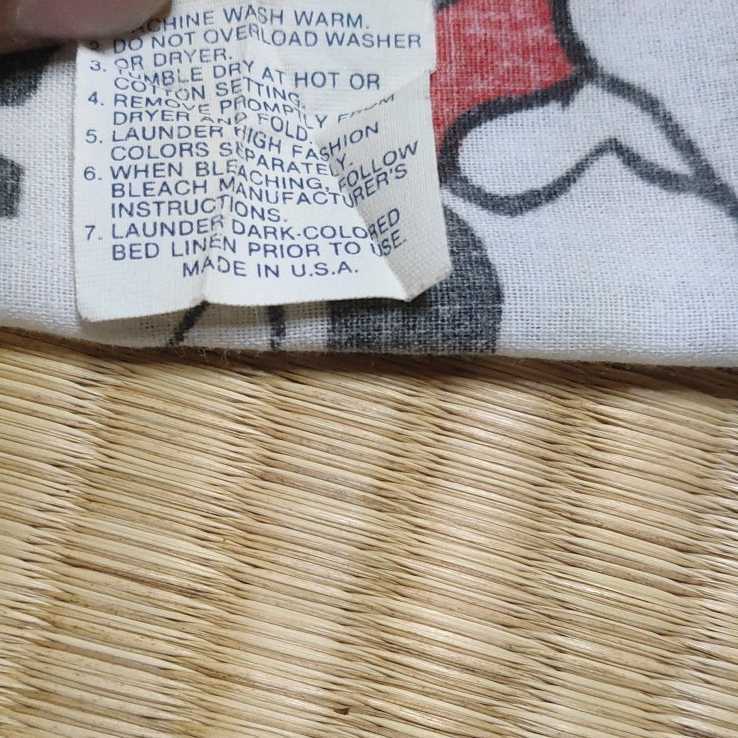 MACHINE WASH WARM.
2. DO NOT OVERLOAD WASHER
OR DRYER.
3. TUMBLE DRY AT HOT OR
COTTON SETTING.
4. REMOVE PROMPTLY FROM
DRYER AND FOLD.
5. LAUNDER HIGH FASHION
COLORS SEPARATELY.
6. WHEN BLEACHING, FOLLOW
BLEACH MANUFACTURER'S
INSTRUCTIONS.
7. LAUNDER DARK-COLORED
BED LINEN PRIOR TO USE.
MADE IN U.S.A.